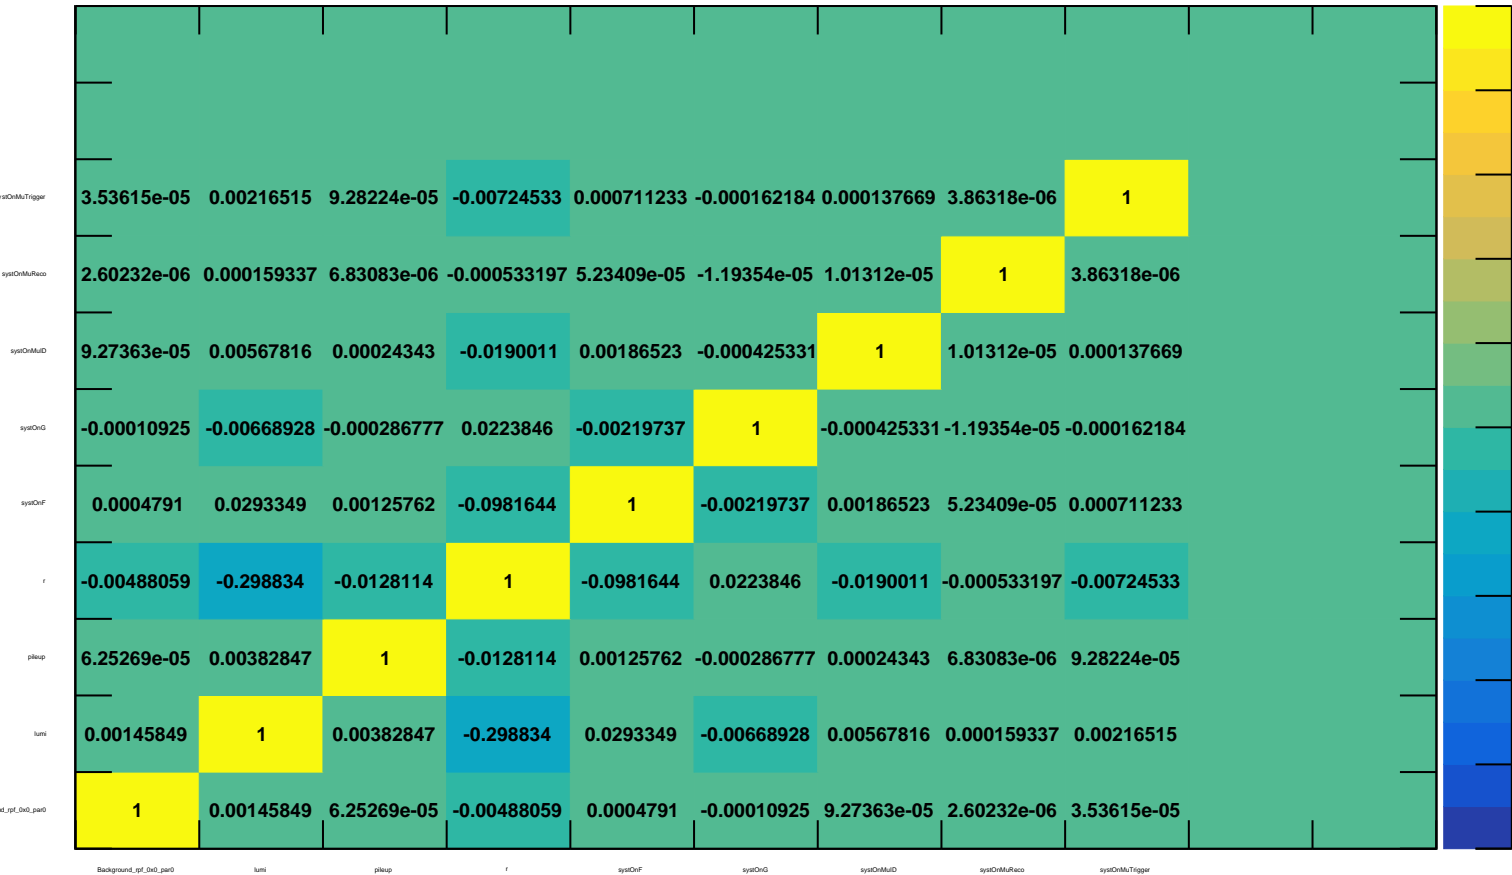 stOnMuTrigger 3.53615e-05 0.00216515 9.28224e-05 -0.00724533 0.000711233 -0.000162184 0.000137669 3.86318e-06 1
systOnMuReco 2.60232e-06 0.000159337 6.83083e-06 -0.000533197 5.23409e-05 -1.19354e-05 1.01312e-05 1 3.86318e-06
systOnMuID 9.27363e-05 0.00567816 0.00024343 -0.0190011 0.00186523 -0.000425331 1 1.01312e-05 0.000137669
systOnG -0.00010925 -0.00668928 -0.000286777 0.0223846 -0.00219737 1 -0.000425331 -1.19354e-05 -0.000162184
systOnF 0.0004791 0.0293349 0.00125762 -0.0981644 1 -0.00219737 0.00186523 5.23409e-05 0.000711233
r -0.00488059 -0.298834 -0.0128114 1 -0.0981644 0.0223846 -0.0190011 -0.000533197 -0.00724533
pileup 6.25269e-05 0.00382847 1 -0.0128114 0.00125762 -0.000286777 0.00024343 6.83083e-06 9.28224e-05
lumi 0.00145849 1 0.00382847 -0.298834 0.0293349 -0.00668928 0.00567816 0.000159337 0.00216515
d_rpf_0x0_par0 1 0.00145849 6.25269e-05 -0.00488059 0.0004791 -0.00010925 9.27363e-05 2.60232e-06 3.53615e-05
Background_rpf_0x0_par0 lumi pileup r systOnF systOnG systOnMuID systOnMuReco systOnMuTrigger